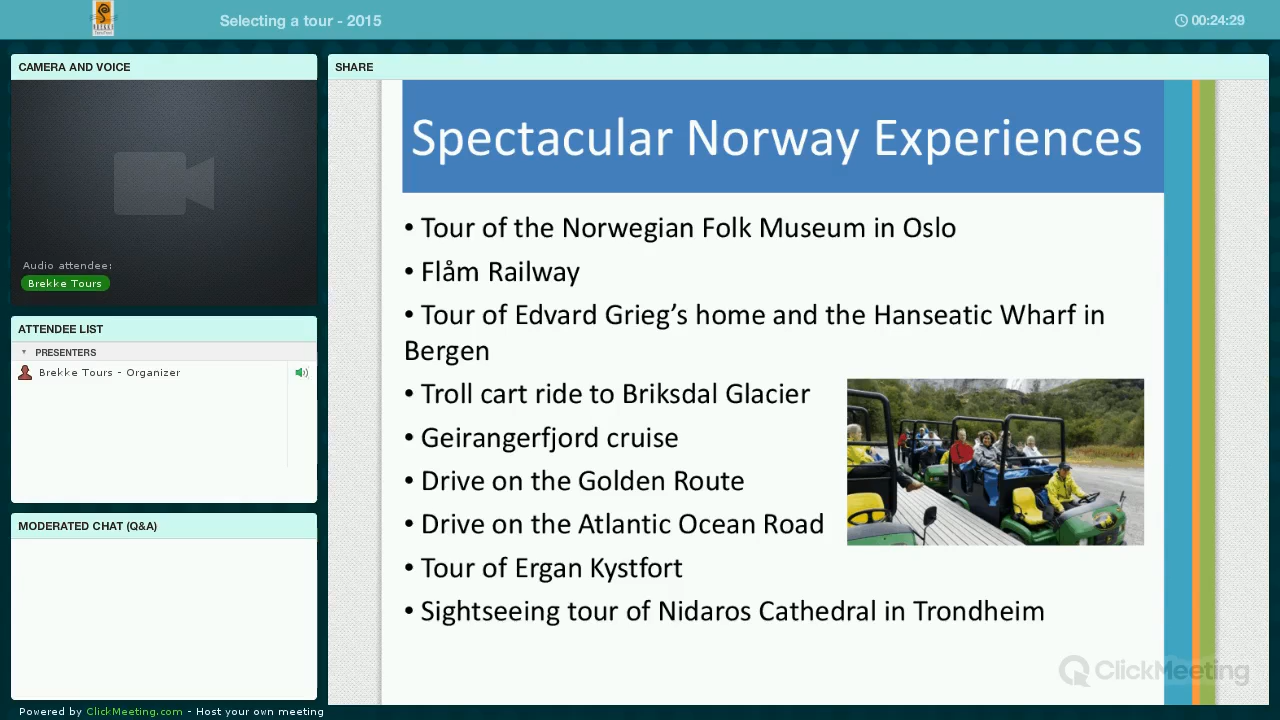 Selecting a tour - 2015
00:24:29
CAMERA AND VOICE
Audio attendee:
Brekke Tours
ATTENDEE LIST
PRESENTERS
Brekke Tours - Organizer
MODERATED CHAT (Q&A)
SHARE
Spectacular Norway Experiences
• Tour of the Norwegian Folk Museum in Oslo
• Flåm Railway
• Tour of Edvard Grieg’s home and the Hanseatic Wharf in
Bergen
• Troll cart ride to Briksdal Glacier
• Geirangerfjord cruise
• Drive on the Golden Route
• Drive on the Atlantic Ocean Road
• Tour of Ergan Kystfort
• Sightseeing tour of Nidaros Cathedral in Trondheim
ClickMeeting
Powered by ClickMeeting.com - Host your own meeting